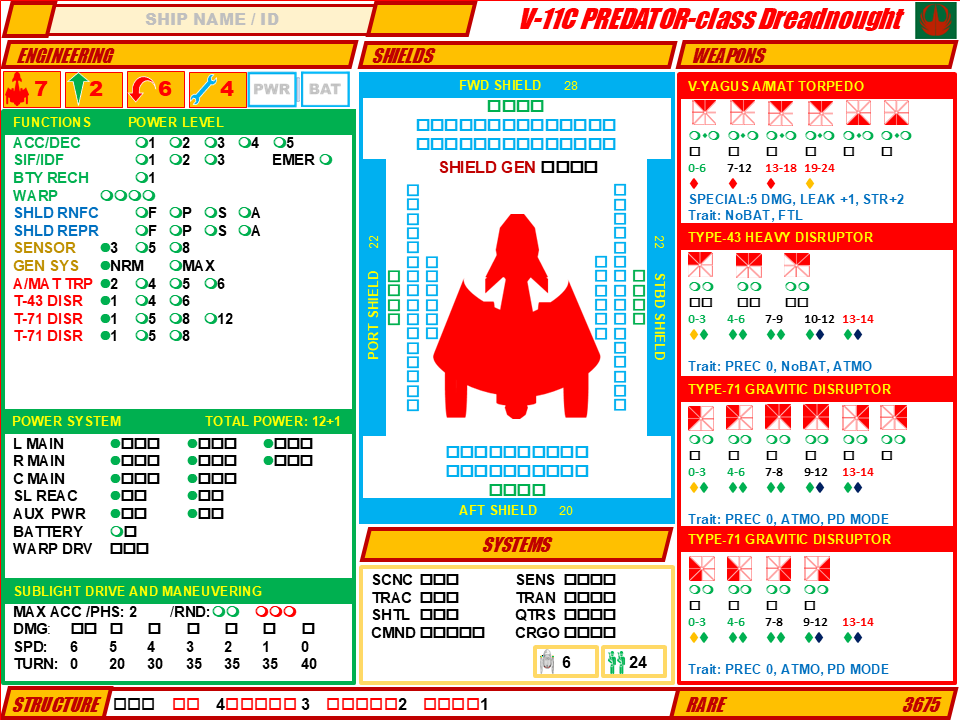 SHIP NAME / ID
V-11C PREDATOR-class Dreadnought
ENGINEERING
7 2 6 4 PWR BAT
FUNCTIONS POWER LEVEL
ACC/DEC 1 2 3 4 5
SIF/IDF 1 2 3 EMER
BTY RECH 1
WARP
SHLD RNFC F P S A
SHLD REPR F P S A
SENSOR 3 5 8
GEN SYS NRM MAX
A/MAT TRP 2 4 5 6
T-43 DISR 1 4 6
T-71 DISR 1 5 8 12
T-71 DISR 1 5 8
POWER SYSTEM TOTAL POWER: 12+1
L MAIN
R MAIN
C MAIN
SL REAC
AUX PWR
BATTERY
WARP DRV
SUBLIGHT DRIVE AND MANEUVERING
MAX ACC /PHS: 2 /RND:
DMG:
SPD: 6 5 4 3 2 1 0
TURN: 0 20 30 35 35 35 40
SHIELDS
FWD SHIELD 28
SHIELD GEN
PORT SHIELD 22
STBD SHIELD 22
AFT SHIELD 20
SYSTEMS
SCNC SENS
TRAC TRAN
SHTL QTRS
CMND CRGO
6 24
WEAPONS
V-YAGUS A/MAT TORPEDO
0-6 7-12 13-18 19-24
SPECIAL:5 DMG, LEAK +1, STR+2
Trait: NoBAT, FTL
TYPE-43 HEAVY DISRUPTOR
0-3 4-6 7-9 10-12 13-14
Trait: PREC 0, NoBAT, ATMO
TYPE-71 GRAVITIC DISRUPTOR
0-3 4-6 7-8 9-12 13-14
Trait: PREC 0, ATMO, PD MODE
TYPE-71 GRAVITIC DISRUPTOR
0-3 4-6 7-8 9-12 13-14
Trait: PREC 0, ATMO, PD MODE
STRUCTURE 4 3 2 1
RARE 3675